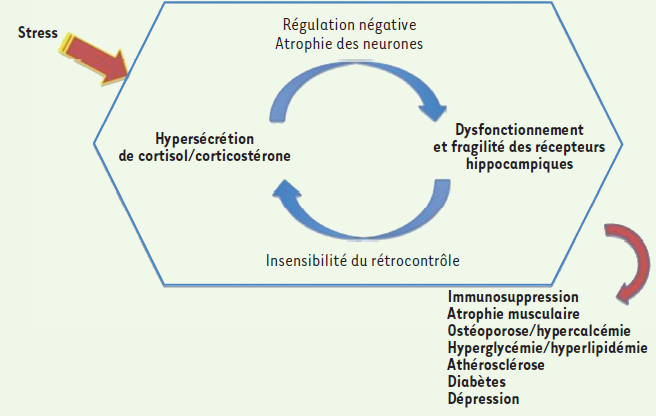 Stress
Régulation négative
Atrophie des neurones
Hypersécrétion
de cortisol/corticostérone
Dysfonctionnement
et fragilité des récepteurs
hippocampiques
Insensibilité du rétrocontrôle
Immunosuppression
Atrophie musculaire
Ostéoporose/hypercalcémie
Hyperglycémie/hyperlipidémie
Athérosclérose
Diabètes
Dépression